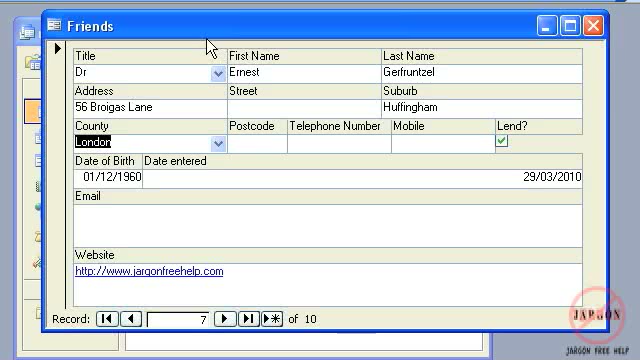 Friends
Title First Name Last Name
Dr Ernest Gerfruntzel
Address Street Suburb
56 Broigas Lane Huffingham
County Postcode Telephone Number Mobile Lend?
London
Date of Birth Date entered
01/12/1960 29/03/2010
Email
Website
http://www.jargonfreehelp.com
Record: 7 of 10
JARGON
JARGON FREE HELP